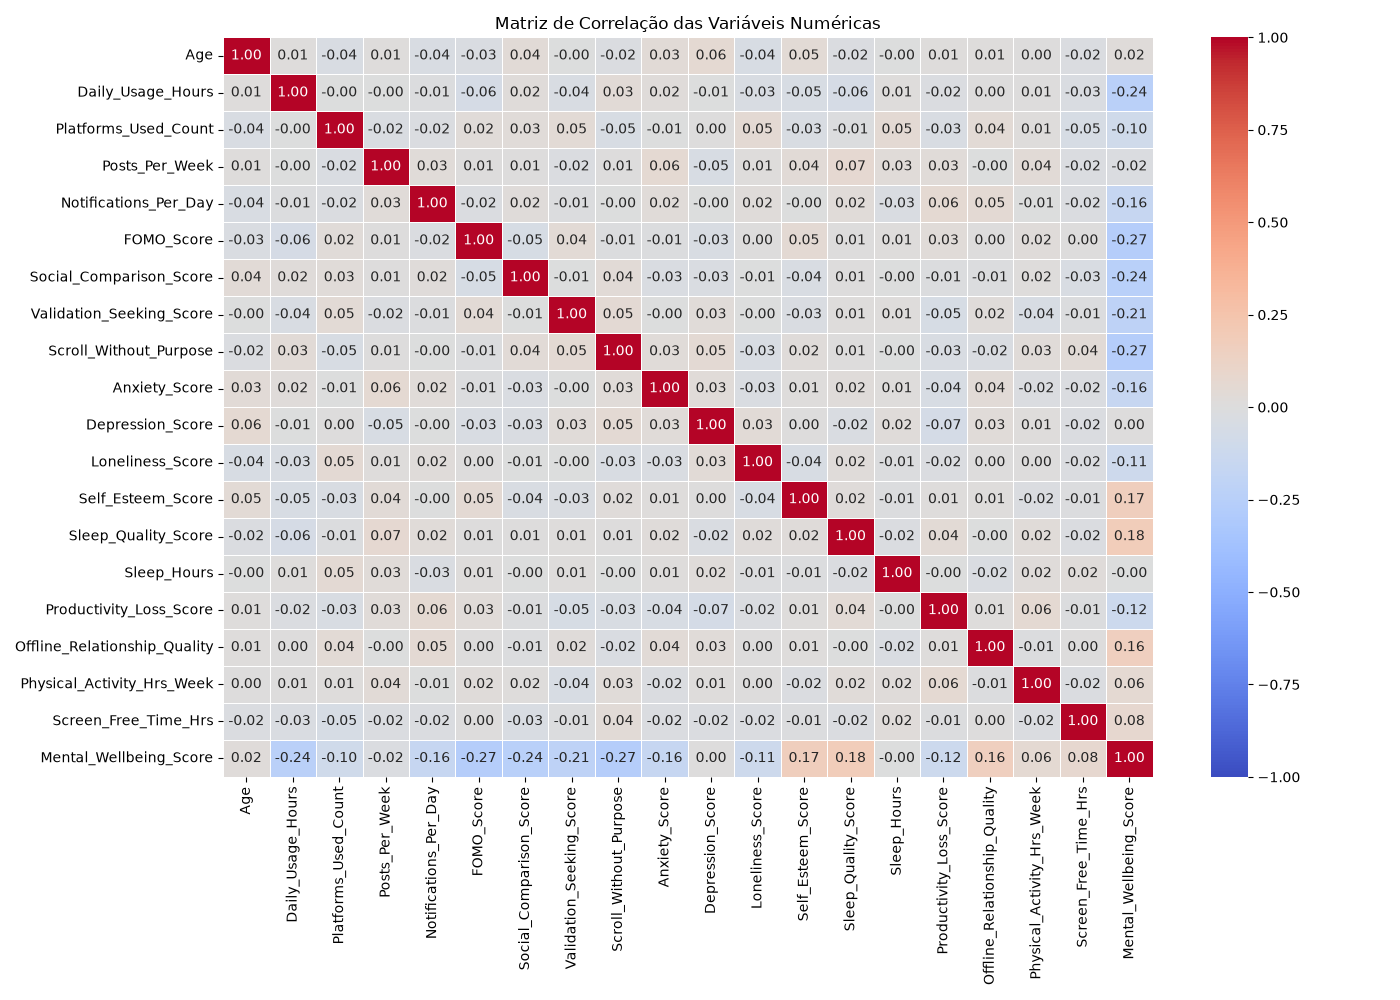 Matriz de Correlação das Variáveis Numéricas
Age 1.00 0.01 -0.04 0.01 -0.04 -0.03 0.04 -0.00 -0.02 0.03 0.06 -0.04 0.05 -0.02 -0.00 0.01 0.01 0.00 -0.02 0.02
Daily_Usage_Hours 0.01 1.00 -0.00 -0.00 -0.01 -0.06 0.02 -0.04 0.03 0.02 -0.01 -0.03 -0.05 -0.06 0.01 -0.02 0.00 0.01 -0.03 -0.24
Platforms_Used_Count -0.04 -0.00 1.00 -0.02 -0.02 0.02 0.03 0.05 -0.05 -0.01 0.00 0.05 -0.03 -0.01 0.05 -0.03 0.04 0.01 -0.05 -0.10
Posts_Per_Week 0.01 -0.00 -0.02 1.00 0.03 0.01 0.01 -0.02 0.01 0.06 -0.05 0.01 0.04 0.07 0.03 0.03 -0.00 0.04 -0.02 -0.02
Notifications_Per_Day -0.04 -0.01 -0.02 0.03 1.00 -0.02 0.02 -0.01 -0.00 0.02 -0.00 0.02 -0.00 0.02 -0.03 0.06 0.05 -0.01 -0.02 -0.16
FOMO_Score -0.03 -0.06 0.02 0.01 -0.02 1.00 -0.05 0.04 -0.01 -0.01 -0.03 0.00 0.05 0.01 0.01 0.03 0.00 0.02 0.00 -0.27
Social_Comparison_Score 0.04 0.02 0.03 0.01 0.02 -0.05 1.00 -0.01 0.04 -0.03 -0.03 -0.01 -0.04 0.01 -0.00 -0.01 -0.01 0.02 -0.03 -0.24
Validation_Seeking_Score -0.00 -0.04 0.05 -0.02 -0.01 0.04 -0.01 1.00 0.05 -0.00 0.03 -0.00 -0.03 0.01 0.01 -0.05 0.02 -0.04 -0.01 -0.21
Scroll_Without_Purpose -0.02 0.03 -0.05 0.01 -0.00 -0.01 0.04 0.05 1.00 0.03 0.05 -0.03 0.02 0.01 -0.00 -0.03 -0.02 0.03 0.04 -0.27
Anxiety_Score 0.03 0.02 -0.01 0.06 0.02 -0.01 -0.03 -0.00 0.03 1.00 0.03 -0.03 0.01 0.02 0.01 -0.04 0.04 -0.02 -0.02 -0.16
Depression_Score 0.06 -0.01 0.00 -0.05 -0.00 -0.03 -0.03 0.03 0.05 0.03 1.00 0.03 0.00 -0.02 0.02 -0.07 0.03 0.01 -0.02 0.00
Loneliness_Score -0.04 -0.03 0.05 0.01 0.02 0.00 -0.01 -0.00 -0.03 -0.03 0.03 1.00 -0.04 0.02 -0.01 -0.02 0.00 0.00 -0.02 -0.11
Self_Esteem_Score 0.05 -0.05 -0.03 0.04 -0.00 0.05 -0.04 -0.03 0.02 0.01 0.00 -0.04 1.00 0.02 -0.01 0.01 0.01 -0.02 -0.01 0.17
Sleep_Quality_Score -0.02 -0.06 -0.01 0.07 0.02 0.01 0.01 0.01 0.01 0.02 -0.02 0.02 0.02 1.00 -0.02 0.04 -0.00 0.02 -0.02 0.18
Sleep_Hours -0.00 0.01 0.05 0.03 -0.03 0.01 -0.00 0.01 -0.00 0.01 0.02 -0.01 -0.01 -0.02 1.00 -0.00 -0.02 0.02 0.02 -0.00
Productivity_Loss_Score 0.01 -0.02 -0.03 0.03 0.06 0.03 -0.01 -0.05 -0.03 -0.04 -0.07 -0.02 0.01 0.04 -0.00 1.00 0.01 0.06 -0.01 -0.12
Offline_Relationship_Quality 0.01 0.00 0.04 -0.00 0.05 0.00 -0.01 0.02 -0.02 0.04 0.03 0.00 0.01 -0.00 -0.02 0.01 1.00 -0.01 0.00 0.16
Physical_Activity_Hrs_Week 0.00 0.01 0.01 0.04 -0.01 0.02 0.02 -0.04 0.03 -0.02 0.01 0.00 -0.02 0.02 0.02 0.06 -0.01 1.00 -0.02 0.06
Screen_Free_Time_Hrs -0.02 -0.03 -0.05 -0.02 -0.02 0.00 -0.03 -0.01 0.04 -0.02 -0.02 -0.02 -0.01 -0.02 0.02 -0.01 0.00 -0.02 1.00 0.08
Mental_Wellbeing_Score 0.02 -0.24 -0.10 -0.02 -0.16 -0.27 -0.24 -0.21 -0.27 -0.16 0.00 -0.11 0.17 0.18 -0.00 -0.12 0.16 0.06 0.08 1.00
Age
Daily_Usage_Hours
Platforms_Used_Count
Posts_Per_Week
Notifications_Per_Day
FOMO_Score
Social_Comparison_Score
Validation_Seeking_Score
Scroll_Without_Purpose
Anxiety_Score
Depression_Score
Loneliness_Score
Self_Esteem_Score
Sleep_Quality_Score
Sleep_Hours
Productivity_Loss_Score
Offline_Relationship_Quality
Physical_Activity_Hrs_Week
Screen_Free_Time_Hrs
Mental_Wellbeing_Score
1.00
0.75
0.50
0.25
0.00
−0.25
−0.50
−0.75
−1.00